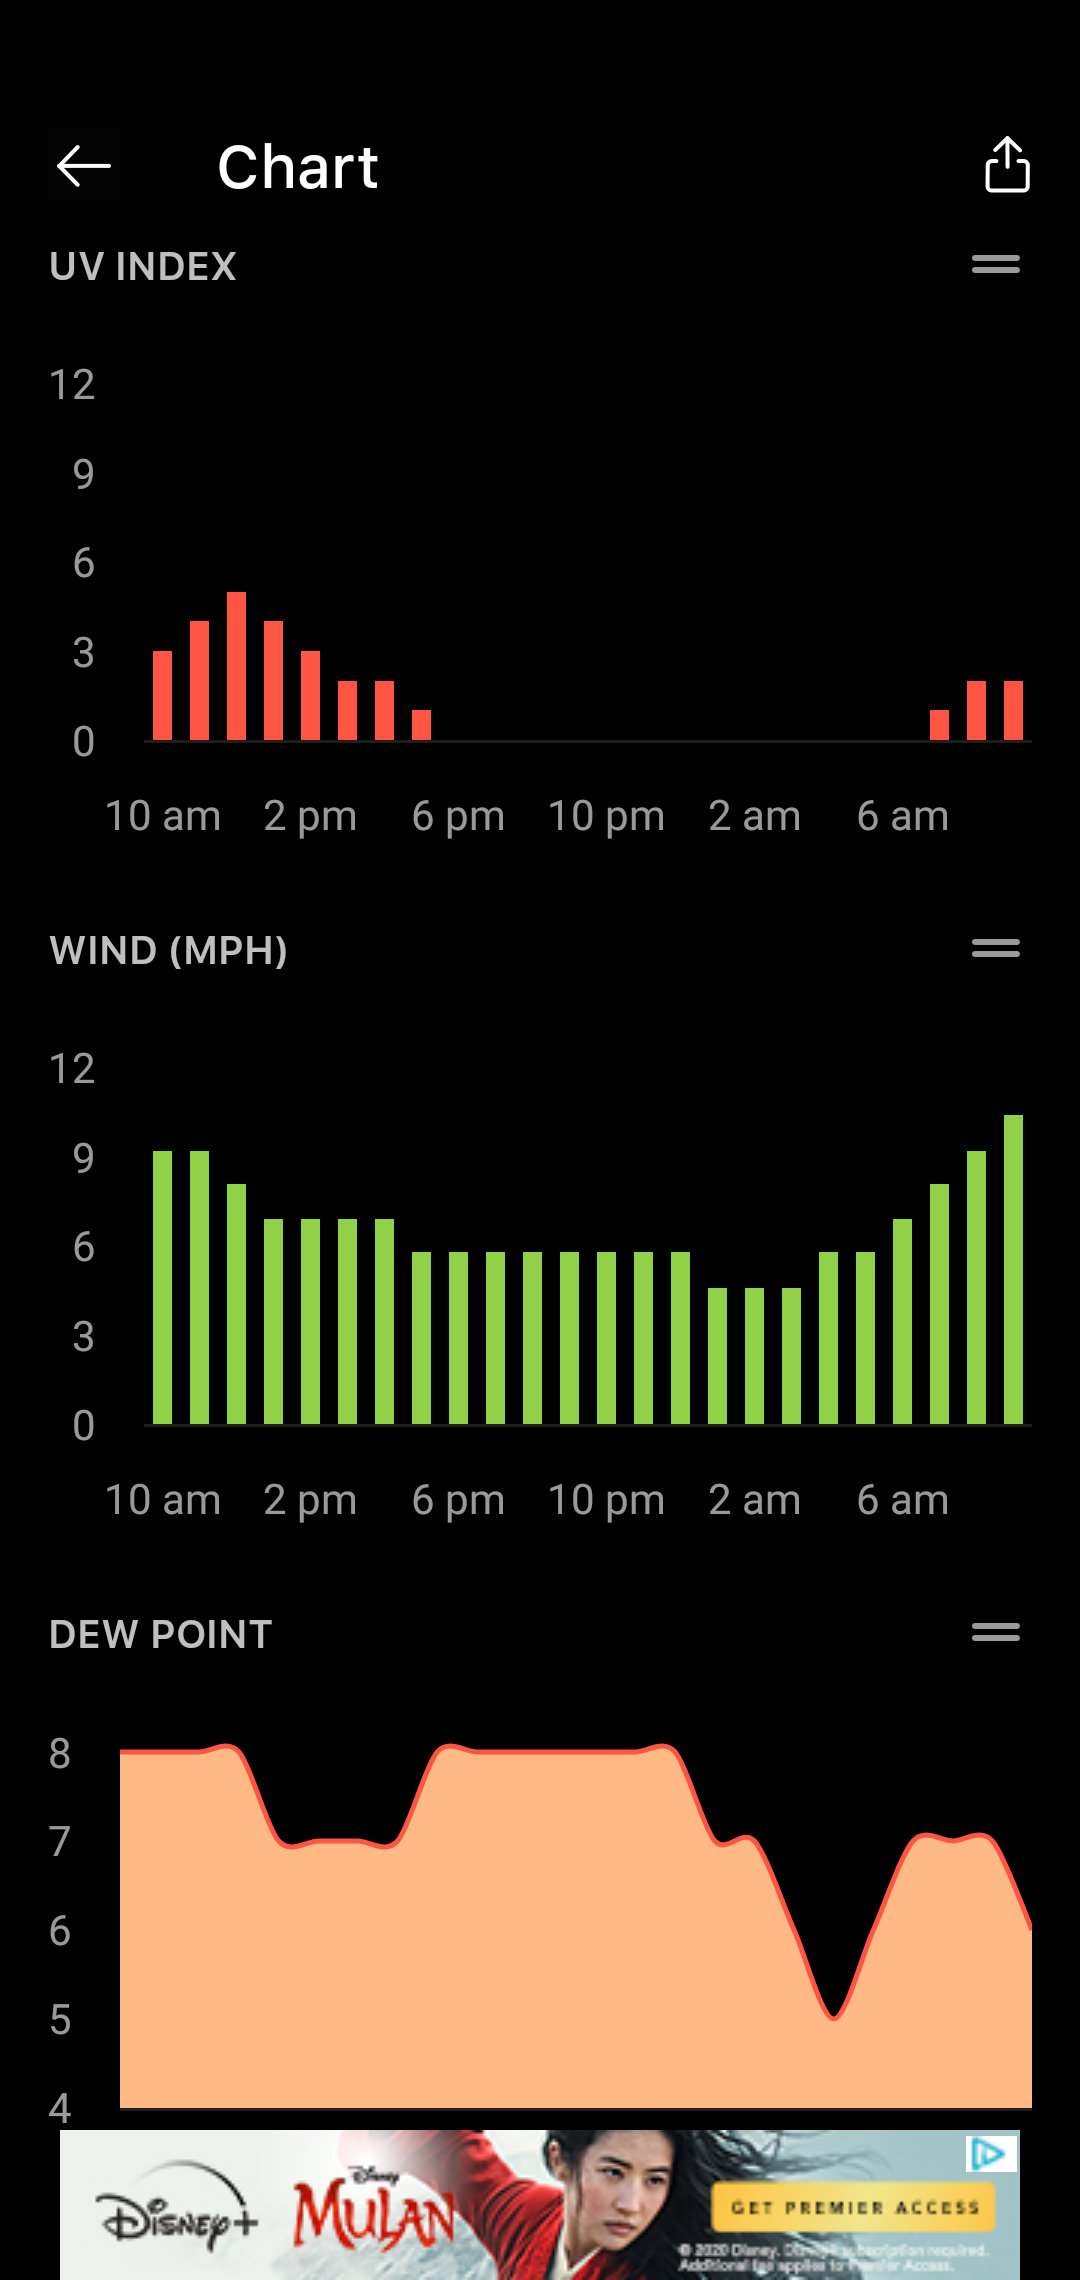 Chart
UV INDEX
12
9
6
3
0
10 am 2 pm 6 pm 10 pm 2 am 6 am
WIND (MPH)
12
9
6
3
0
10 am 2 pm 6 pm 10 pm 2 am 6 am
DEW POINT
8
7
6
5
4
Disney+
Disney
MULAN
GET PREMIER ACCESS
© 2020 Disney. Disney+ subscription required.
Additional fee applies to Premier Access.